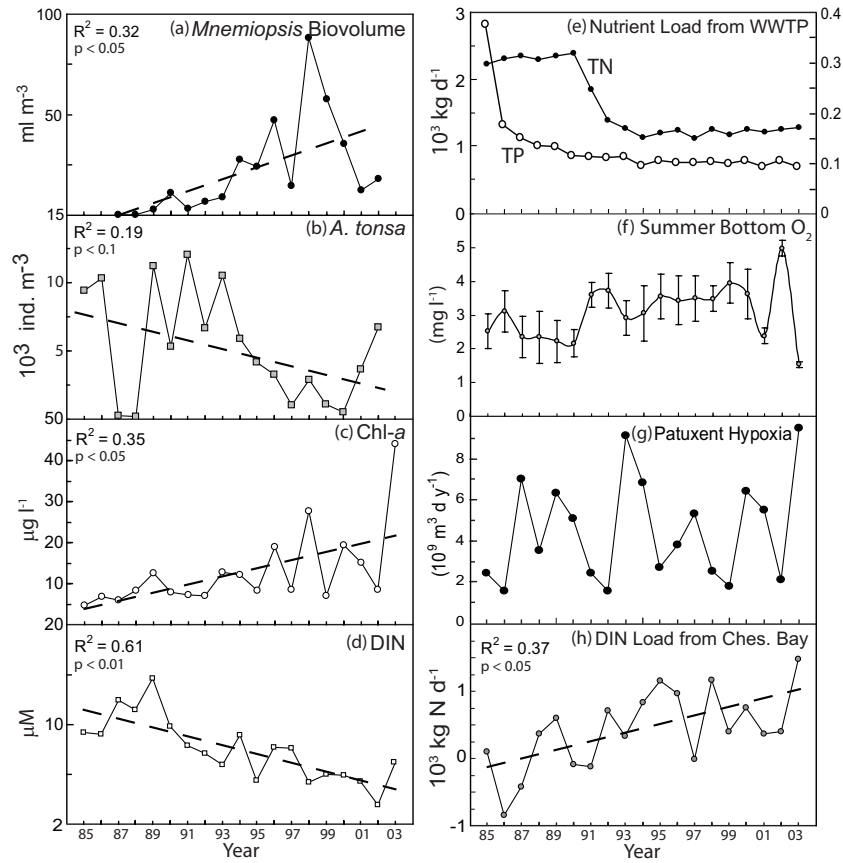 R² = 0.32
p < 0.05
(a) Mnemiopsis Biovolume
100
50
15
ml m-3
R² = 0.19
p < 0.1
(b) A. tonsa
10
5
50
10³ ind. m-3
R² = 0.35
p < 0.05
(c) Chl-a
40
30
20
10
20
µg l-1
R² = 0.61
p < 0.01
(d) DIN
10
2
µM
85 87 89 91 93 95 97 99 01 03
Year
(e) Nutrient Load from WWTP
3
2
1
0
10³ kg d-1
0.4
0.3
0.2
0.1
0
TN
TP
(f) Summer Bottom O₂
5
4
3
2
1
0
(mg l-1)
(g) Patuxent Hypoxia
8
6
4
2
0
(10⁹ m³ d y-1)
R² = 0.37
p < 0.05
(h) DIN Load from Ches. Bay
1
0
-1
10³ kg N d-1
85 87 89 91 93 95 97 99 01 03
Year